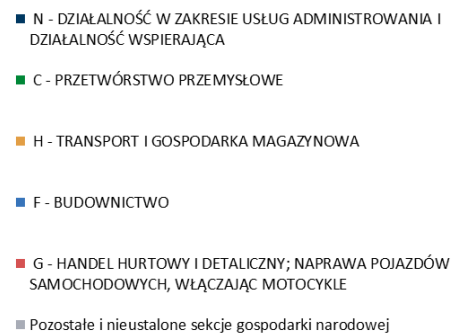 N - DZIAŁALNOŚĆ W ZAKRESIE USŁUG ADMINISTROWANIA I
DZIAŁALNOŚĆ WSPIERAJĄCA
C - PRZETWÓRSTWO PRZEMYSŁOWE
H - TRANSPORT I GOSPODARKA MAGAZYNOWA
F - BUDOWNICTWO
G - HANDEL HURTOWY I DETALICZNY; NAPRAWA POJAZDÓW
SAMOCHODOWYCH, WŁĄCZAJĄC MOTOCYKLE
Pozostałe i nieustalone sekcje gospodarki narodowej